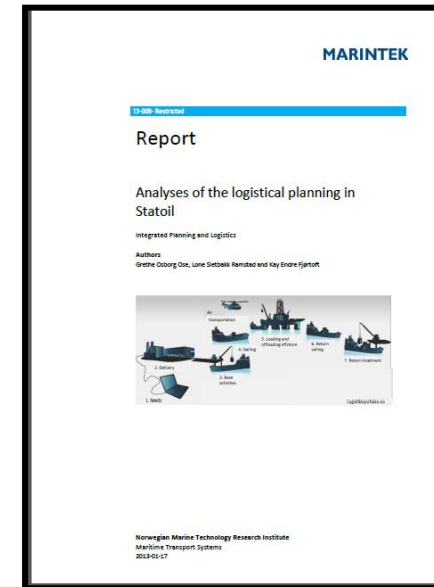 MARINTEK
13-008- Restricted
Report
Analyses of the logistical planning in
Statoil
Integrated Planning and Logistics
Authors
Grethe Osborg Ose, Lone Sletbakk Ramstad and Kay Endre Fjørtoft
Air
transportation
5. Loading and
offloading offshore
6. Return
sailing
4. Sailing
7. Return treatment
2. Delivery
3. Base
activities
1. Needs
Logistikkportalen.no
Norwegian Marine Technology Research Institute
Maritime Transport Systems
2013-01-17